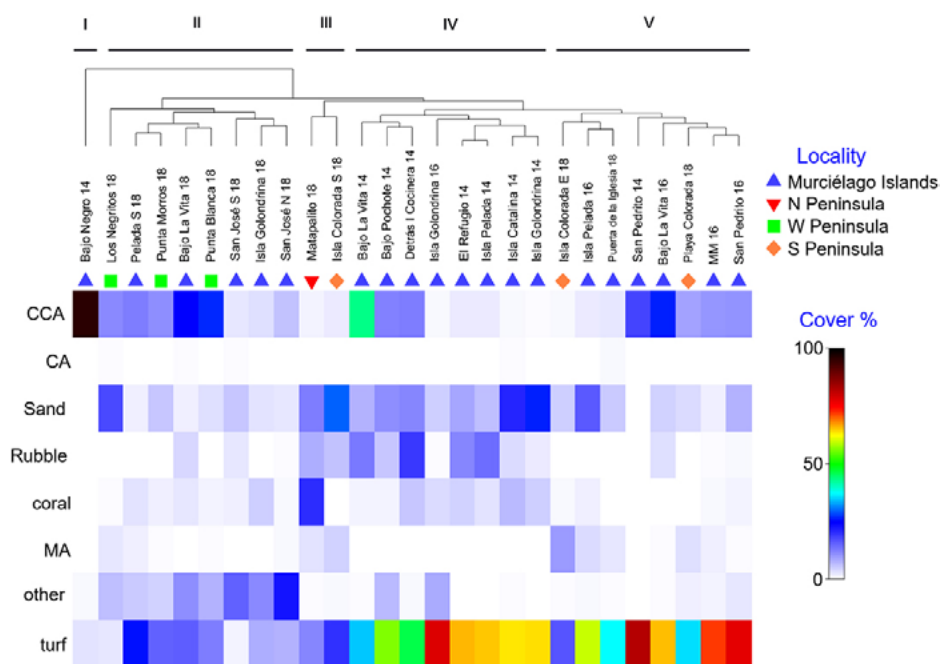 I II III IV V
Bajo Negro 14
Los Negritos 18
Pelada S 18
Punta Morros 18
Bajo La Vita 18
Punta Blanca 18
San José S 18
Isla Golondrina 18
San José N 18
Matapalito 18
Isla Colorada S 18
Bajo La Vita 14
Bajo Pochote 14
Detrás I Cocinera 14
Isla Golondrina 16
El Refugio 14
Isla Pelada 14
Isla Catalina 14
Isla Golondrina 14
Isla Colorada E 18
Isla Pelada 16
Puerta de la Iglesia 18
San Pedrito 14
Bajo La Vita 16
Playa Colorada 18
MM 16
San Pedrito 16
Locality
Murciélago Islands
N Peninsula
W Peninsula
S Peninsula
CCA
CA
Sand
Rubble
coral
MA
other
turf
Cover %
100
50
0